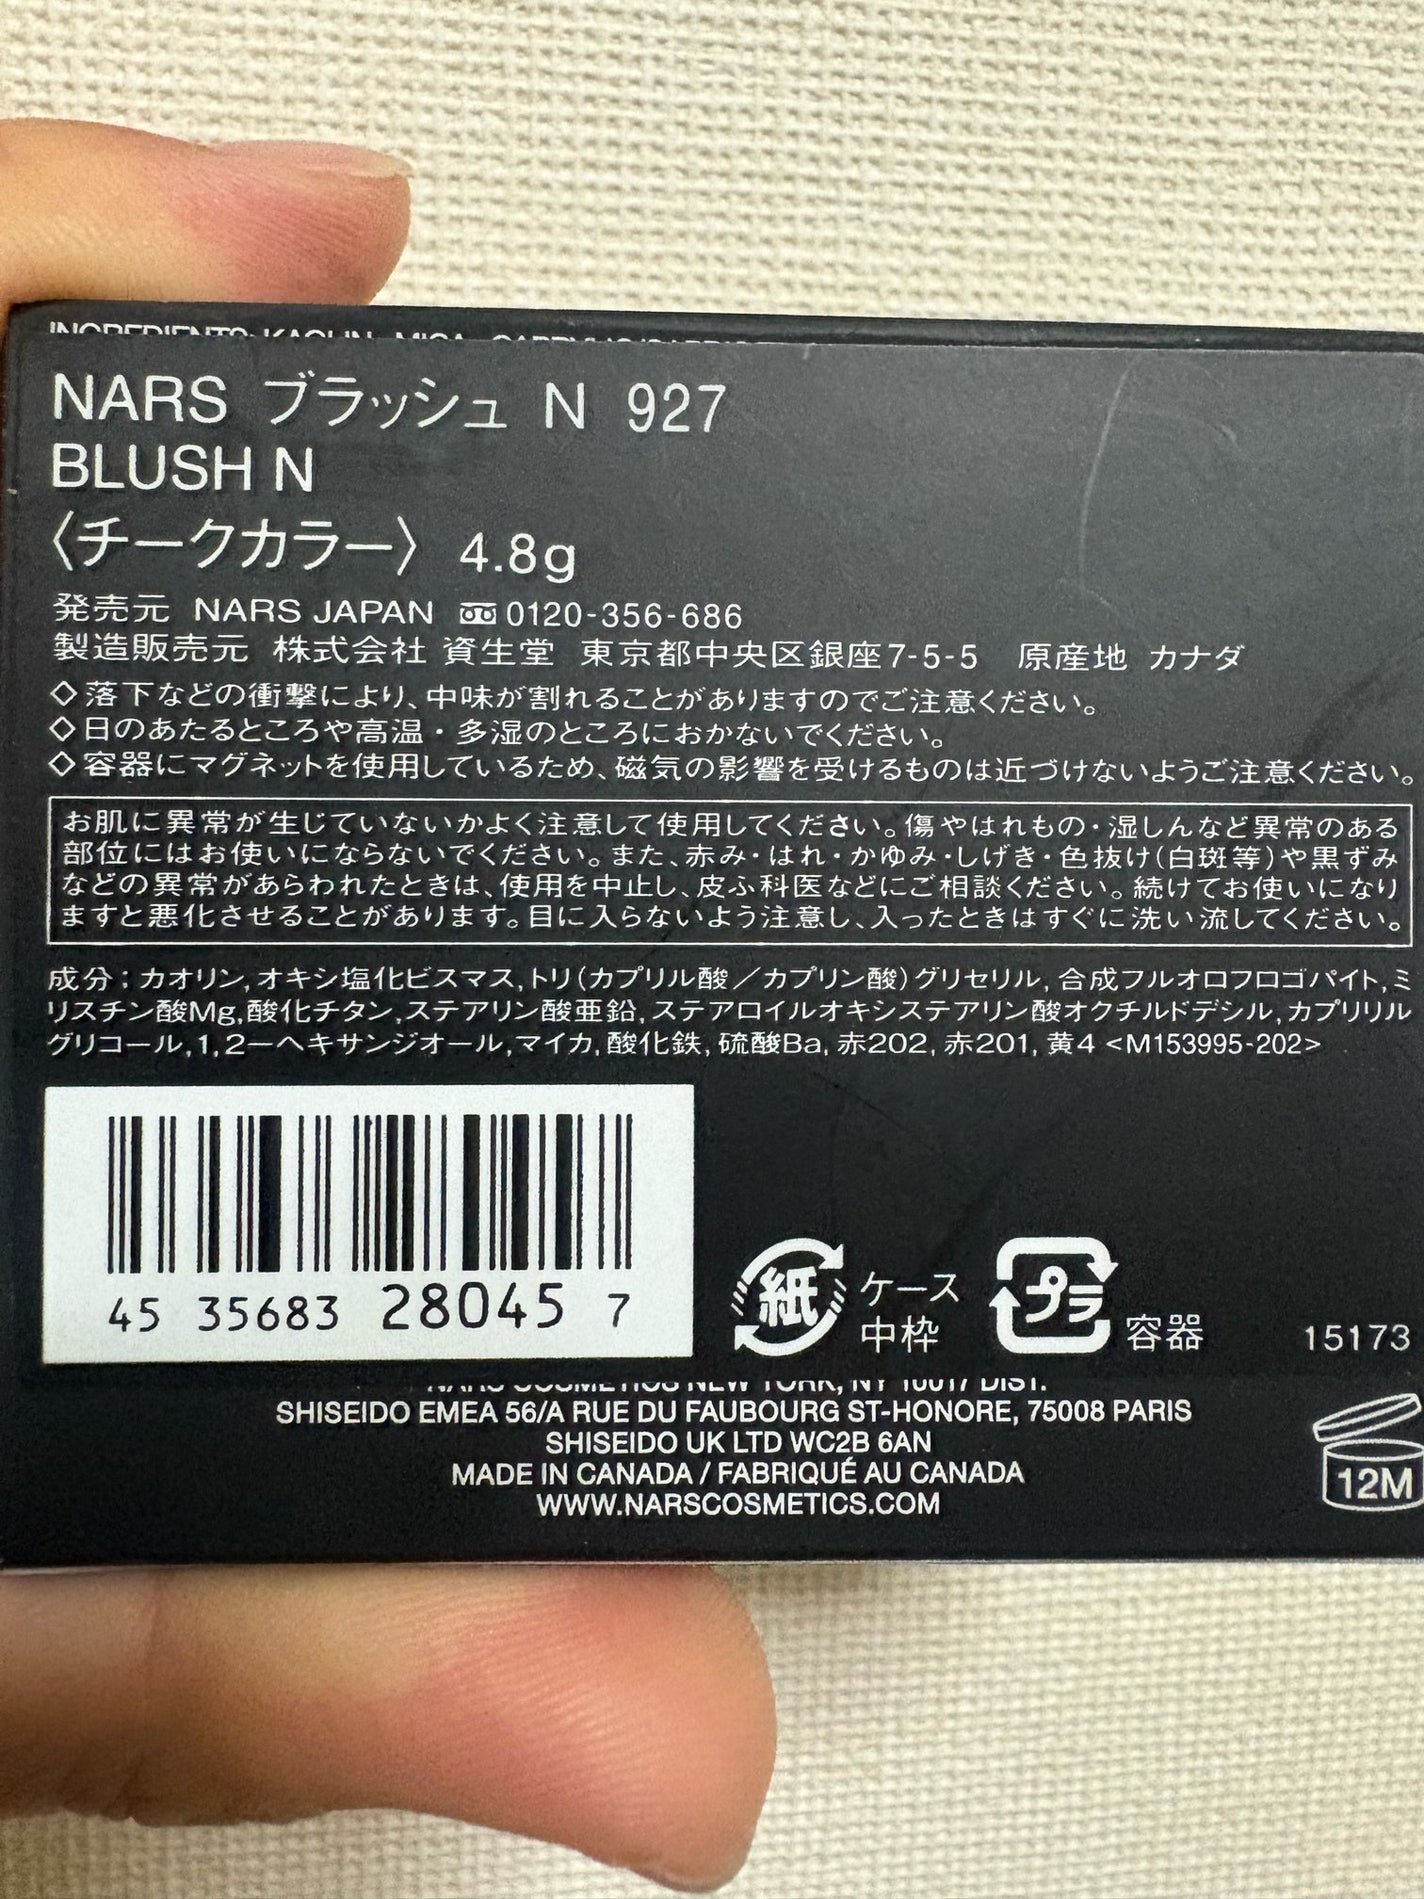 NARS ブラッシュ N 927
BLUSH N
〈チークカラー〉 4.8g
発売元 NARS JAPAN 0120-356-686
製造販売元 株式会社 資生堂 東京都中央区銀座7-5-5 原産地 カナダ
◇落下などの衝撃により、中味が割れることがありますのでご注意ください。
◇日のあたるところや高温・多湿のところにおかないでください。
◇容器にマグネットを使用しているため、磁気の影響を受けるものは近づけないようご注意ください。
お肌に異常が生じていないかよく注意して使用してください。傷やはれもの・湿しんなど異常のある
部位にはお使いにならないでください。また、赤み・はれ・かゆみ・しげき・色抜け(白斑等)や黒ずみ
などの異常があらわれたときは、使用を中止し、皮ふ科医などにご相談ください。続けてお使いになり
ますと悪化させることがあります。目に入らないよう注意し、入ったときはすぐに洗い流してください。
成分：カオリン,オキシ塩化ビスマス,トリ(カプリル酸／カプリン酸)グリセリル,合成フルオロフロゴパイト,ミ
リスチン酸Mg,酸化チタン,ステアリン酸亜鉛,ステアロイルオキシステアリン酸オクチルドデシル,カプリリル
グリコール,1,2ーヘキサンジオール,マイカ,酸化鉄,硫酸Ba,赤202,赤201,黄4 <M153995-202>
45 35683 28045 7
紙 ケース
中枠
プラ 容器
15173
NARS COSMETICS NEW YORK, NY 10017 DIST.
SHISEIDO EMEA 56/A RUE DU FAUBOURG ST-HONORE, 75008 PARIS
SHISEIDO UK LTD WC2B 6AN
MADE IN CANADA / FABRIQUÉ AU CANADA
WWW.NARSCOSMETICS.COM
12M